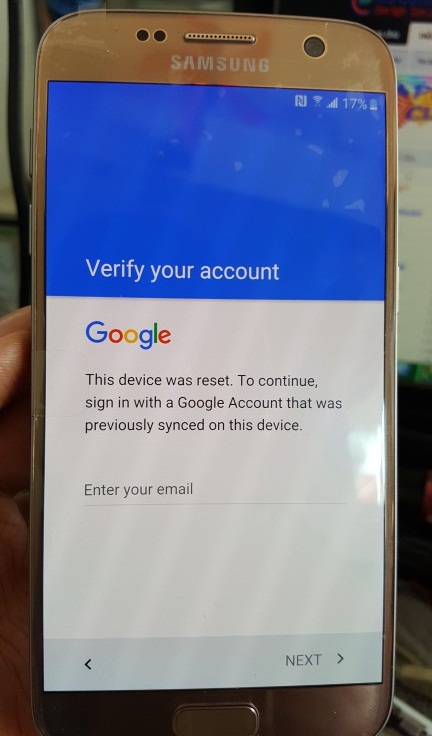 SAMSUNG
17%
Verify your account
Google
This device was reset. To continue,
sign in with a Google Account that was
previously synced on this device.
Enter your email
NEXT